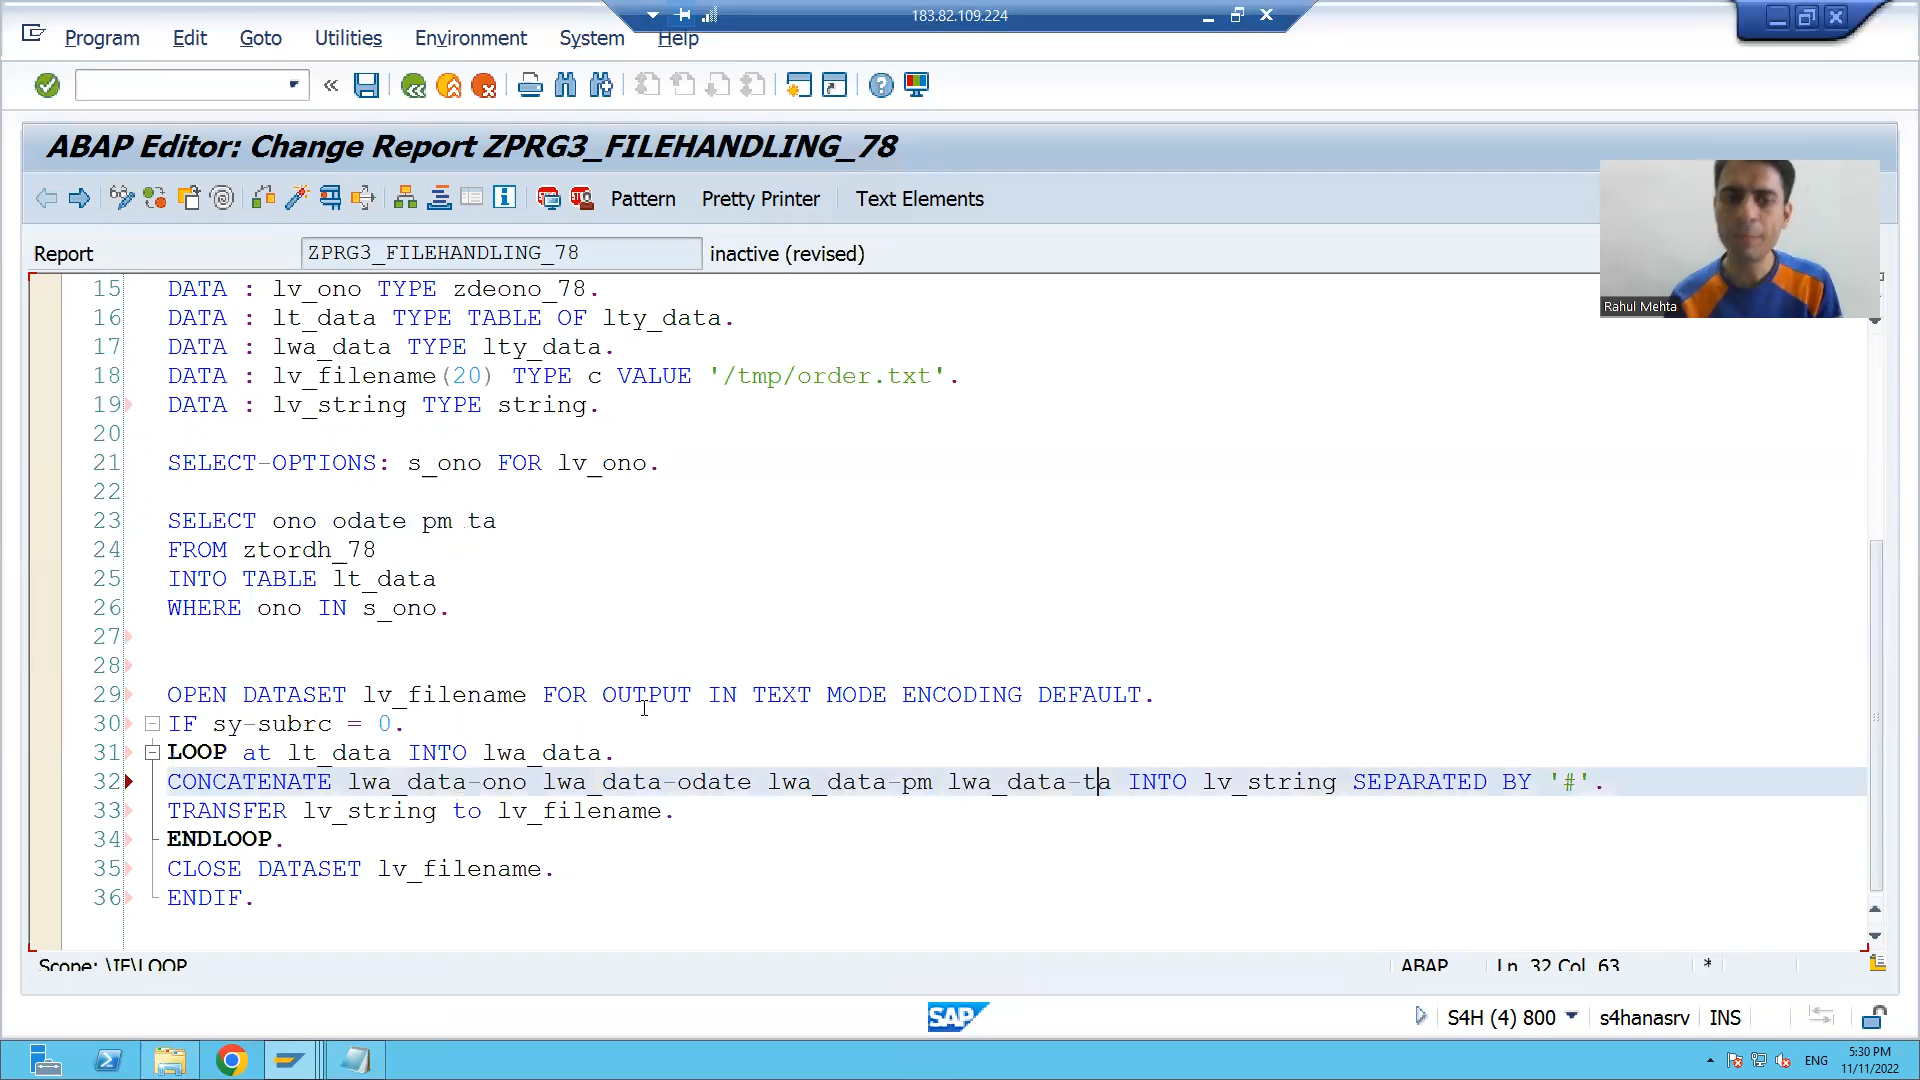 183.82.109.224
Program Edit Goto Utilities Environment System Help
ABAP Editor: Change Report ZPRG3_FILEHANDLING_78
Pattern Pretty Printer Text Elements
Report ZPRG3_FILEHANDLING_78 inactive (revised)
Rahul Mehta
15 DATA : lv_ono TYPE zdeono_78.
16 DATA : lt_data TYPE TABLE OF lty_data.
17 DATA : lwa_data TYPE lty_data.
18 DATA : lv_filename(20) TYPE c VALUE '/tmp/order.txt'.
19 DATA : lv_string TYPE string.
20
21 SELECT-OPTIONS: s_ono FOR lv_ono.
22
23 SELECT ono odate pm ta
24 FROM ztordh_78
25 INTO TABLE lt_data
26 WHERE ono IN s_ono.
27
28
29 OPEN DATASET lv_filename FOR OUTPUT IN TEXT MODE ENCODING DEFAULT.
30 IF sy-subrc = 0.
31 LOOP at lt_data INTO lwa_data.
32 CONCATENATE lwa_data-ono lwa_data-odate lwa_data-pm lwa_data-ta INTO lv_string SEPARATED BY '#'.
33 TRANSFER lv_string to lv_filename.
34 ENDLOOP.
35 CLOSE DATASET lv_filename.
36 ENDIF.
Scope: \IF\LOOP ABAP Ln 32 Col 63 *
SAP S4H (4) 800 s4hanasrv INS
ENG 5:30 PM
11/11/2022